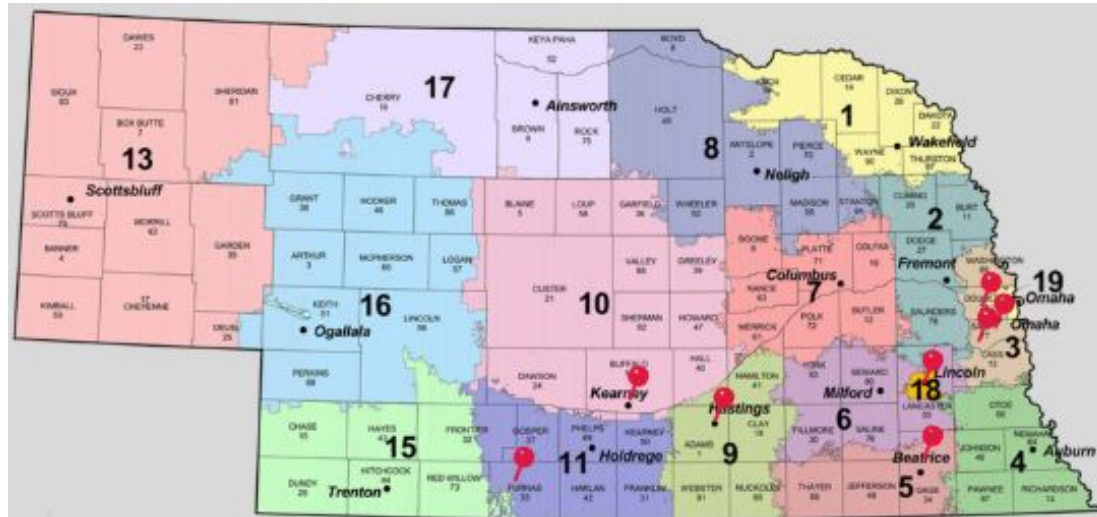 DAWES
23
SIOUX
83
SHERIDAN
81
BOX BUTTE
7
13
Scottsbluff
SCOTTS BLUFF
BANNER
4
MORRILL
62
GARDEN
35
KIMBALL
53
17
CHEYENNE
DEUEL
25
17
CHERRY
16
KEYA PAHA
52
Ainsworth
BROWN
9
ROCK
75
BOYD
8
HOLT
45
8
ANTELOPE
2
PIERCE
70
Neligh
MADISON
WHEELER
92
STANTON
CEDAR
14
DIXON
26
1
DAKOTA
22
WAYNE
90
Wakefield
THURSTON
87
CUMING
20
BURT
11
2
DODGE
27
Fremont
WASHINGTON
19
Omaha
Omaha
SAUNDERS
78
3
CASS
13
GRANT
38
HOOKER
46
THOMAS
86
ARTHUR
3
MCPHERSON
60
LOGAN
57
16
KEITH
51
LINCOLN
56
Ogallala
PERKINS
68
BLAINE
5
LOUP
58
GARFIELD
36
VALLEY
88
GREELEY
39
CUSTER
21
10
SHERMAN
82
HOWARD
47
DAWSON
24
BUFFALO
HALL
40
Kearney
BOONE
6
PLATTE
71
COLFAX
19
NANCE
63
Columbus
7
MERRICK
61
POLK
72
BUTLER
12
HAMILTON
41
YORK
93
SEWARD
80
Milford
6
Lincoln
18
LANCASTER
55
FILLMORE
30
SALINE
76
Hastings
ADAMS
1
CLAY
18
9
WEBSTER
91
NUCKOLLS
65
THAYER
85
JEFFERSON
48
Beatrice
5
GAGE
34
OTOE
66
JOHNSON
49
NEMAHA
64
Auburn
4
PAWNEE
67
RICHARDSON
74
CHASE
15
HAYES
43
FRONTIER
32
15
DUNDY
29
HITCHCOCK
44
Trenton
RED WILLOW
73
GOSPER
37
PHELPS
69
KEARNEY
50
11
Holdrege
FURNAS
33
HARLAN
42
FRANKLIN
31